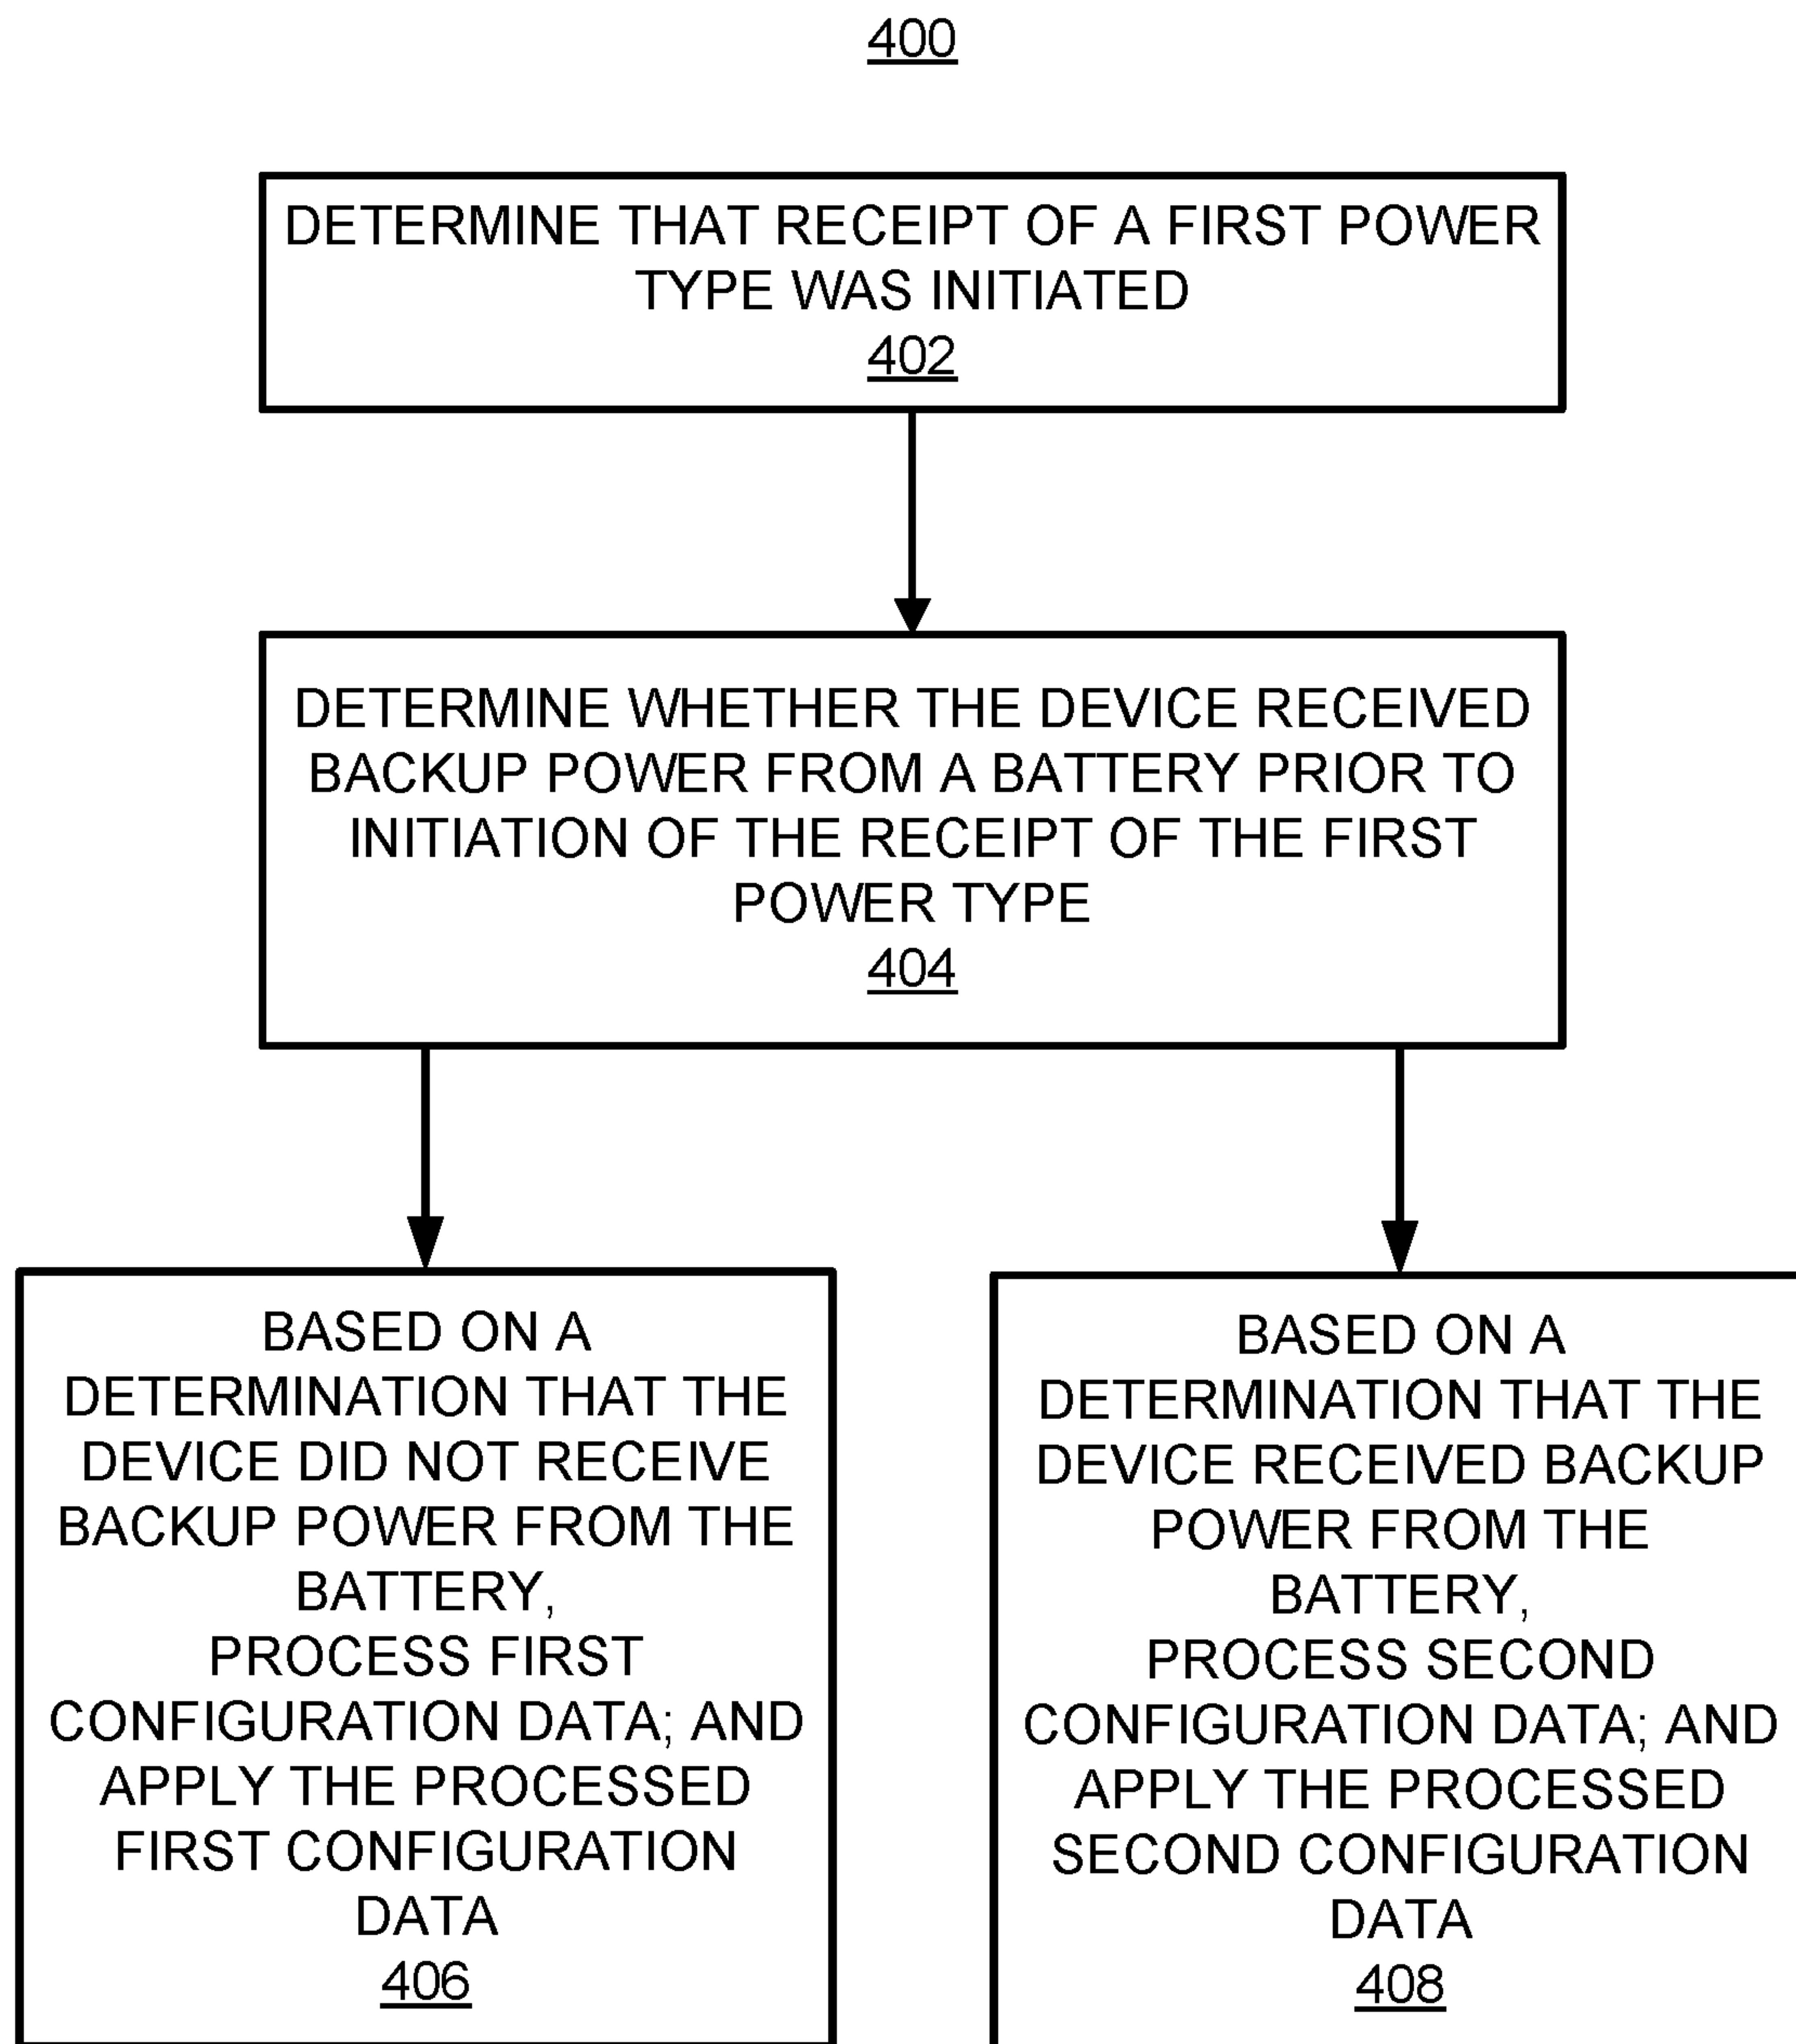 400
DETERMINE THAT RECEIPT OF A FIRST POWER
TYPE WAS INITIATED
402
DETERMINE WHETHER THE DEVICE RECEIVED
BACKUP POWER FROM A BATTERY PRIOR TO
INITIATION OF THE RECEIPT OF THE FIRST
POWER TYPE
404
BASED ON A
DETERMINATION THAT THE
DEVICE DID NOT RECEIVE
BACKUP POWER FROM THE
BATTERY,
PROCESS FIRST
CONFIGURATION DATA; AND
APPLY THE PROCESSED
FIRST CONFIGURATION
DATA
406
BASED ON A
DETERMINATION THAT THE
DEVICE RECEIVED BACKUP
POWER FROM THE
BATTERY,
PROCESS SECOND
CONFIGURATION DATA; AND
APPLY THE PROCESSED
SECOND CONFIGURATION
DATA
408